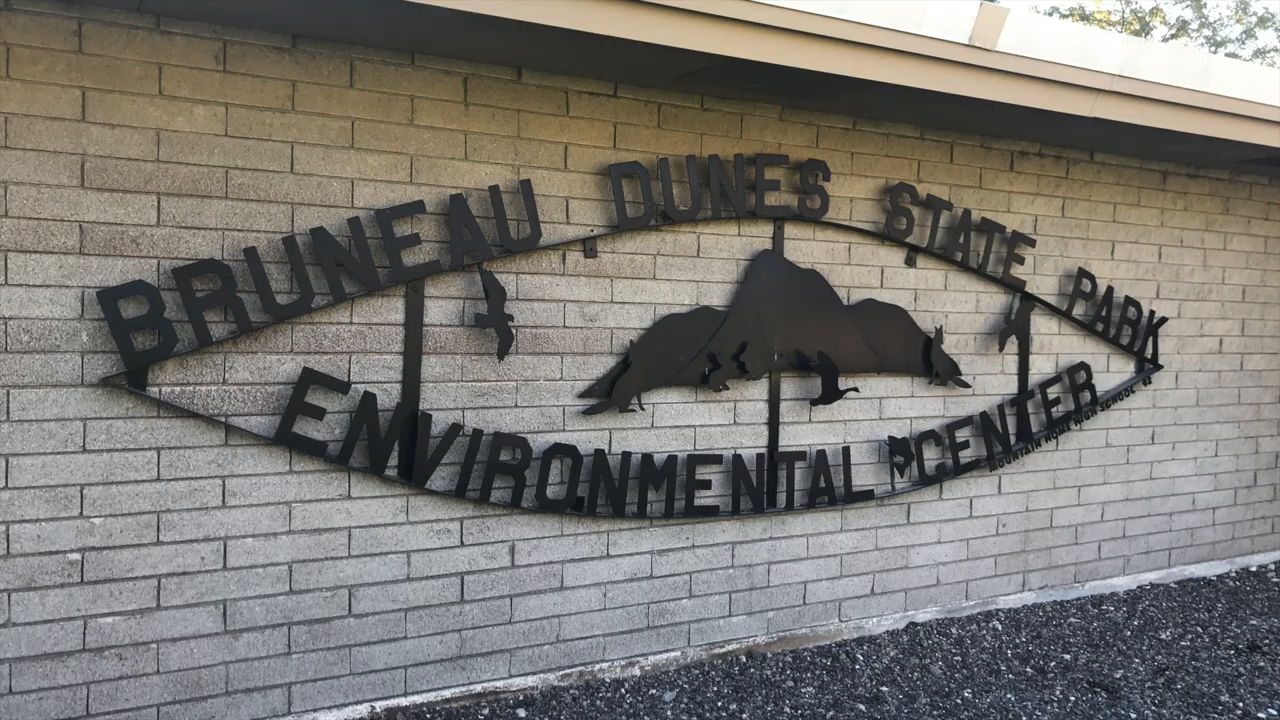 BRUNEAU DUNES STATE PARK
ENVIRONMENTAL CENTER
MOUNTAIN HOME HIGH SCHOOL